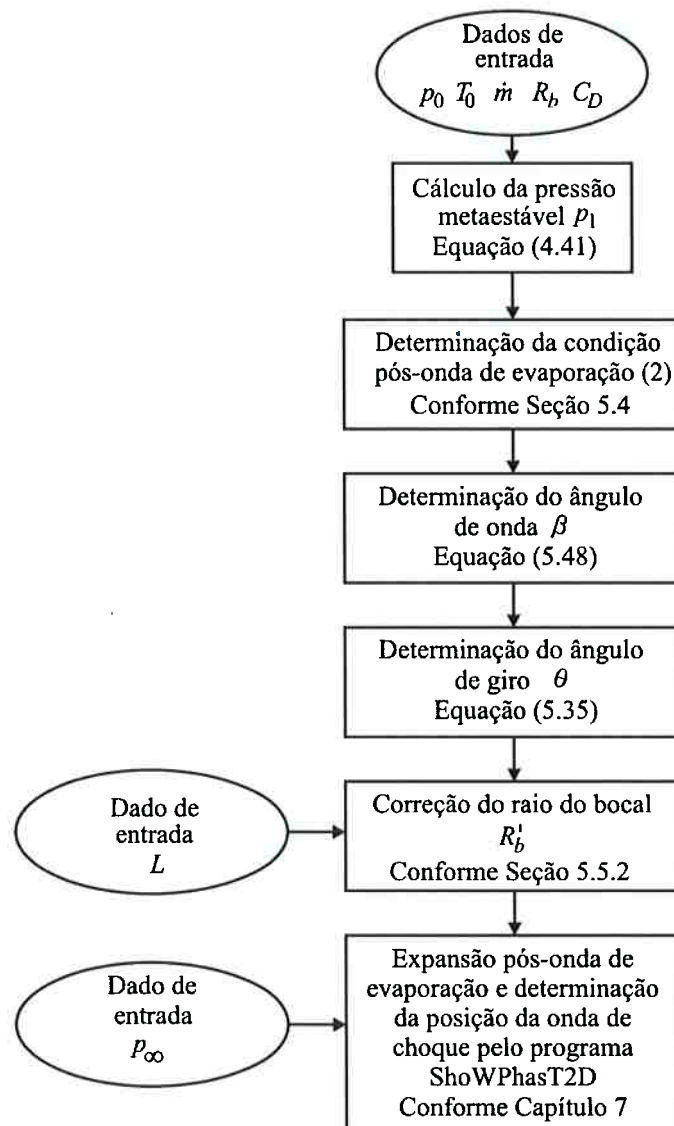 Dados de
entrada
p₀ T₀ ṁ R_b C_D
Cálculo da pressão
metaestável p₁
Equação (4.41)
Determinação da condição
pós-onda de evaporação (2)
Conforme Seção 5.4
Determinação do ângulo
de onda β
Equação (5.48)
Determinação do ângulo
de giro θ
Equação (5.35)
Dado de
entrada
L
Correção do raio do bocal
R_b'
Conforme Seção 5.5.2
Dado de
entrada
p∞
Expansão pós-onda de
evaporação e determinação
da posição da onda de
choque pelo programa
ShoWPhasT2D
Conforme Capítulo 7